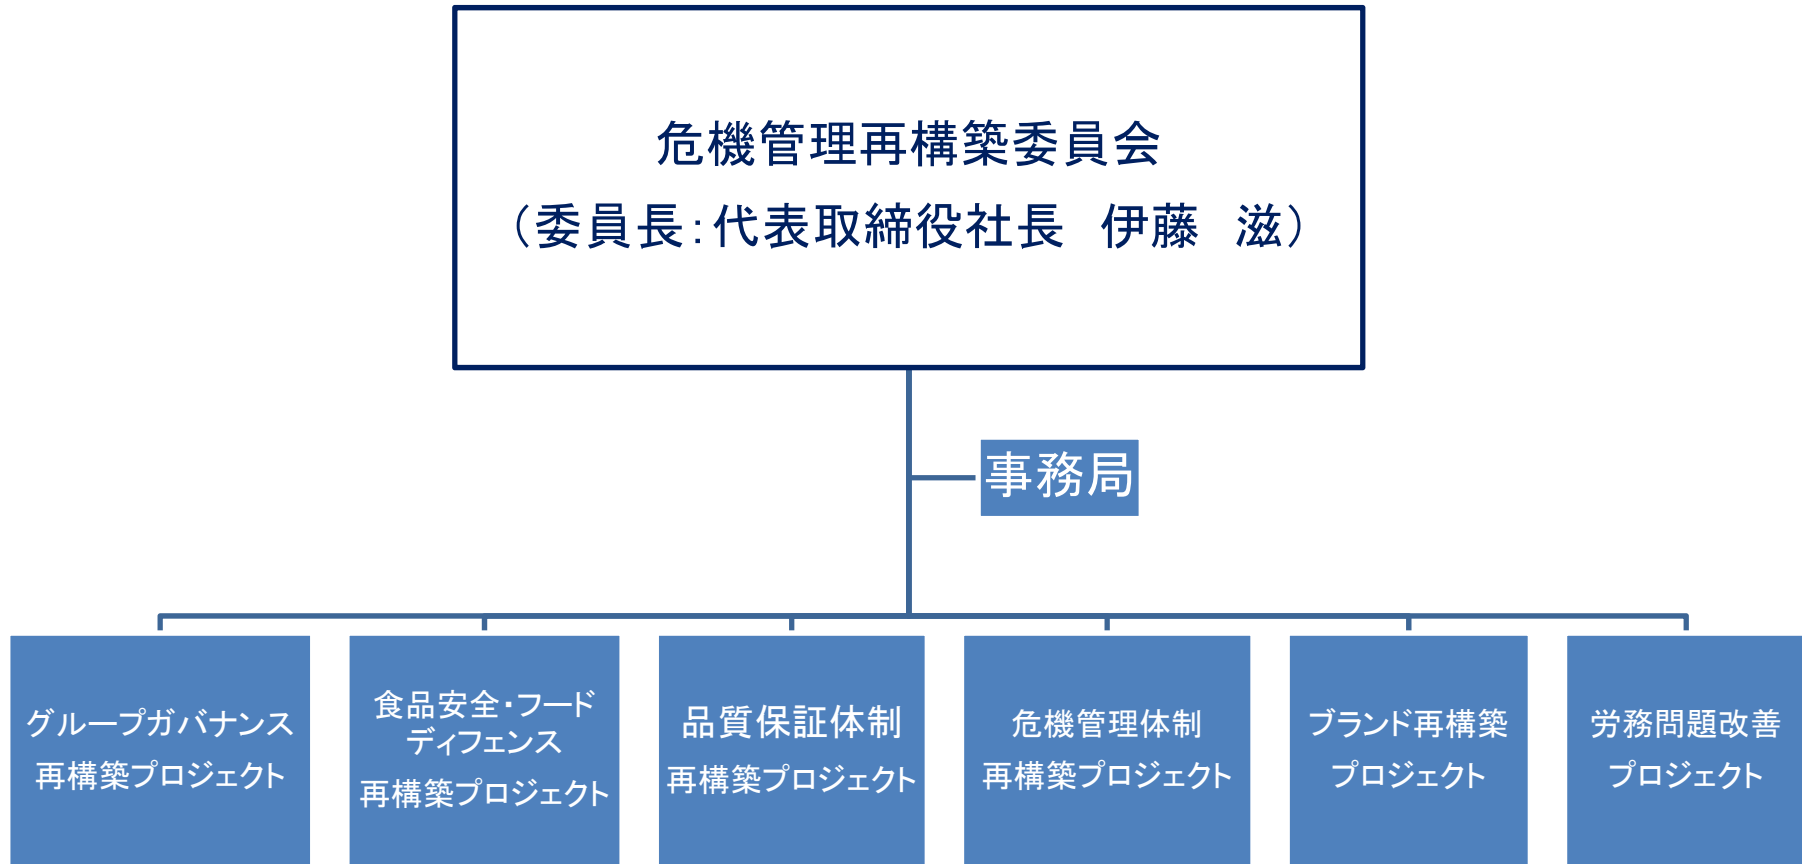 危機管理再構築委員会
（委員長：代表取締役社長　伊藤　滋）
事務局
グループガバナンス
再構築プロジェクト
食品安全・フード
ディフェンス
再構築プロジェクト
品質保証体制
再構築プロジェクト
危機管理体制
再構築プロジェクト
ブランド再構築
プロジェクト
労務問題改善
プロジェクト